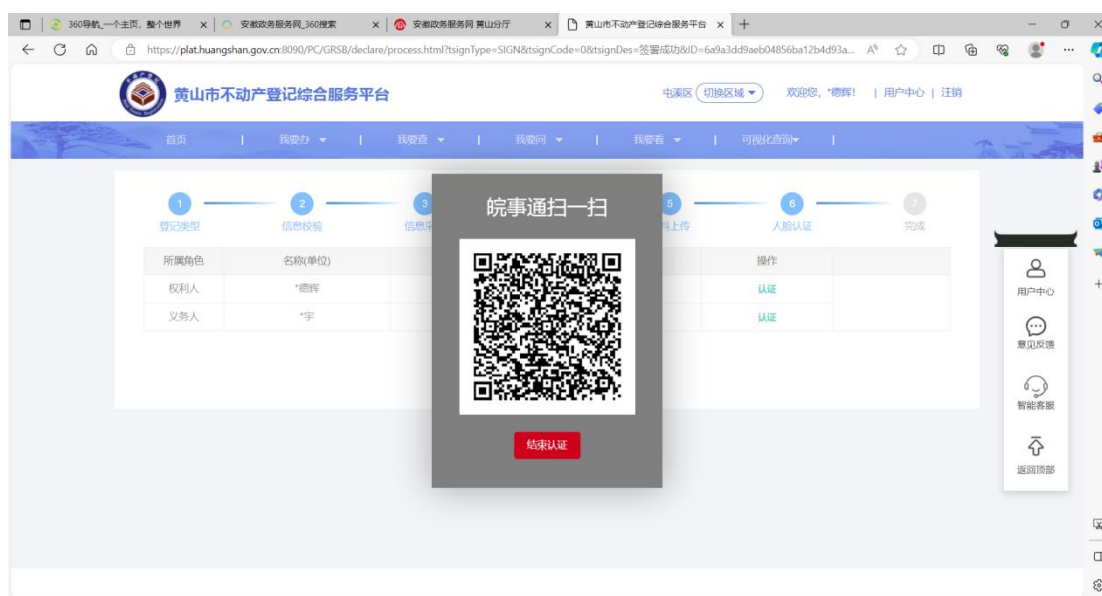 360导航_一个主页，整个世界
安徽政务服务网_360搜索
安徽政务服务网 黄山分厅
黄山市不动产登记综合服务平台
https://plat.huangshan.gov.cn:8090/PC/GRSB/declare/process.html?tsignType=SIGN&tsignCode=0&tsignDes=签署成功&ID=6a9a3dd9aeb04856ba12b4d93a...
黄山市不动产登记综合服务平台
屯溪区 切换区域 欢迎您，*德辉! | 用户中心 | 注销
首页 | 我要办 | 我要查 | 我要问 | 我要看 | 可视化查询 |
皖事通扫一扫
1 2 3 5 6 7
登记类型 信息校验 信息采 料上传 人脸认证 完成
所属角色 名称(单位) 操作
权利人 *德辉 认证
义务人 *宇 认证
结束认证
用户中心
意见反馈
智能客服
返回顶部